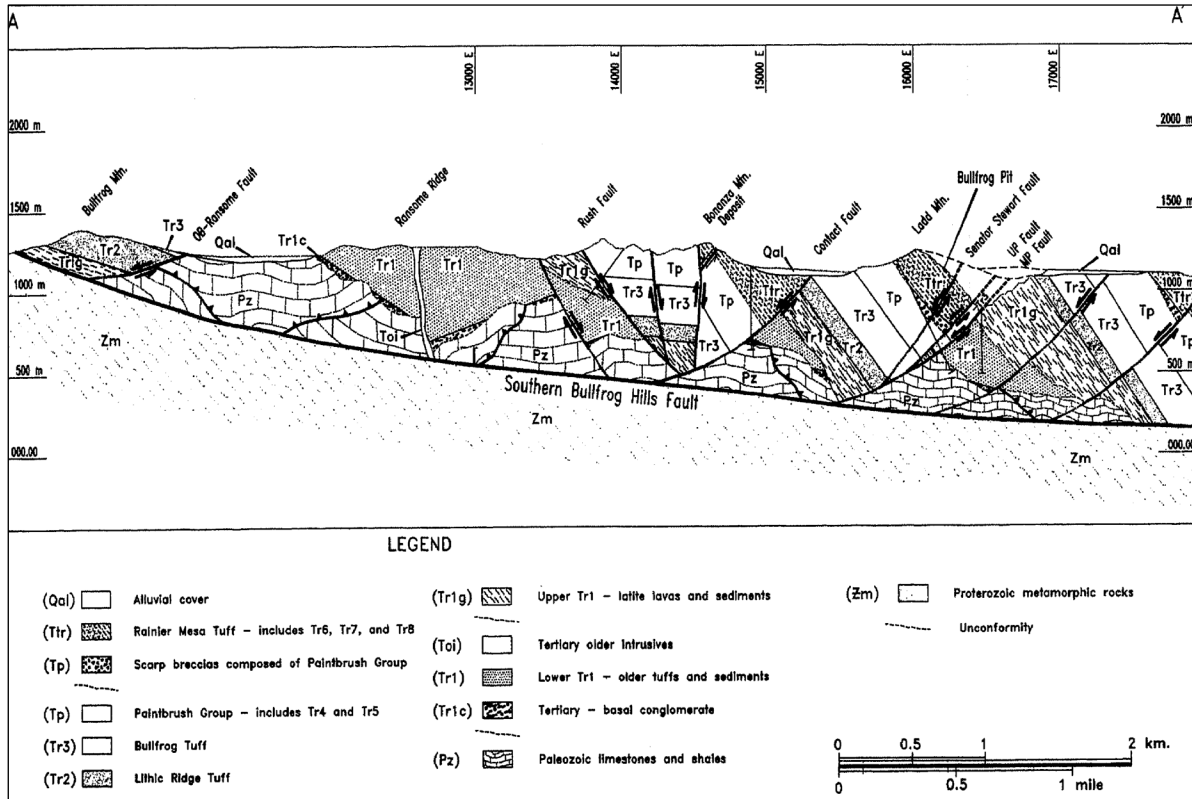 A A'
13000 E
14000 E
15000 E
16000 E
17000 E
2000 m 2000 m
1500 m 1500 m
1000 m 1000 m
500 m 500 m
000.00 000.00
Bullfrog Mtn.
Tr3
OB-Ransome Fault
Qal
Tr1c
Ransome Ridge
Rush Fault
Bonanza Mtn. Deposit
Qal
Contact Fault
Ladd Mtn.
Bullfrog Pit
Senator Stewart Fault
UP Fault
MP Fault
Qal
Tr1g
Tr2
Pz
Tr1
Tr1
Toi
Pz
Tr1g
Tr1
Tp
Tr3
Tp
Tr3
Tp
Tr3
Ttr
Pz
Tr1g
Tr2
Tr3
Tp
Ttr
Tr1
Pz
Tr1g
Tr3
Tr3
Tp
Tr3
Ttr
Tp
Southern Bullfrog Hills Fault
Zm
Zm
Zm
LEGEND
(Qal) Alluvial cover
(Ttr) Rainier Mesa Tuff – includes Tr6, Tr7, and Tr8
(Tp) Scarp breccias composed of Paintbrush Group
(Tp) Paintbrush Group – includes Tr4 and Tr5
(Tr3) Bullfrog Tuff
(Tr2) Lithic Ridge Tuff
(Tr1g) Upper Tr1 – latite lavas and sediments
(Toi) Tertiary older intrusives
(Tr1) Lower Tr1 – older tuffs and sediments
(Tr1c) Tertiary – basal conglomerate
(Pz) Paleozoic limestones and shales
(Zm) Proterozoic metamorphic rocks
Unconformity
0 0.5 1 2 km.
0 0.5 1 mile